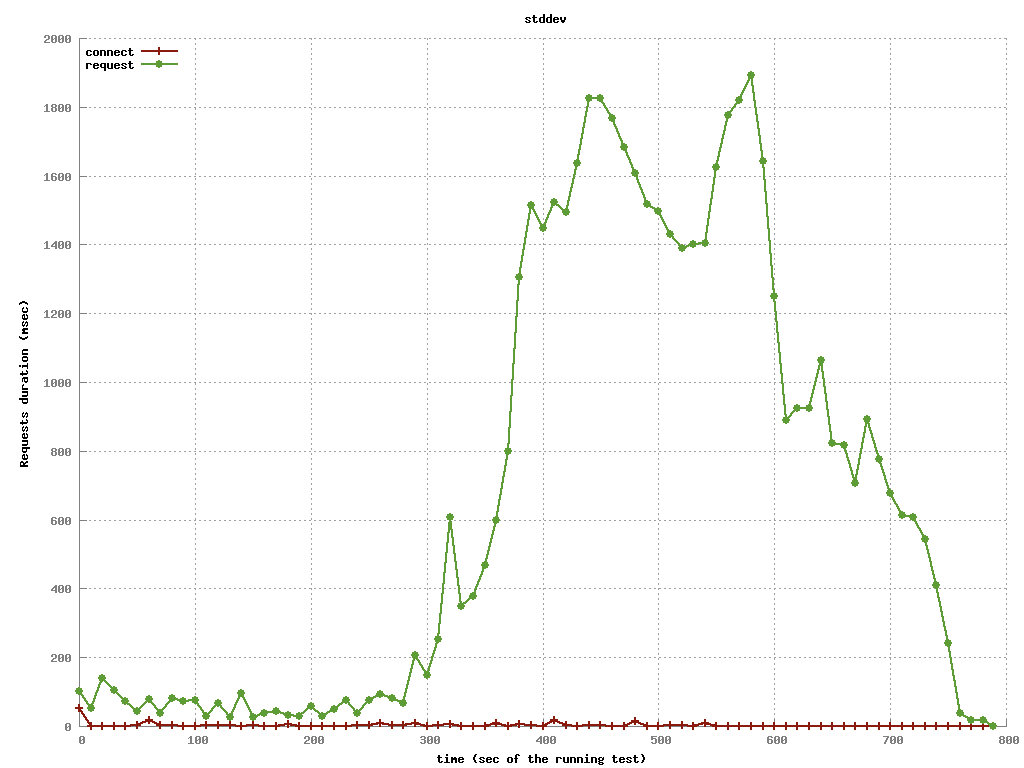 stddev
connect
request
2000
1800
1600
1400
1200
1000
800
600
400
200
0
Requests duration (msec)
0 100 200 300 400 500 600 700 800
time (sec of the running test)